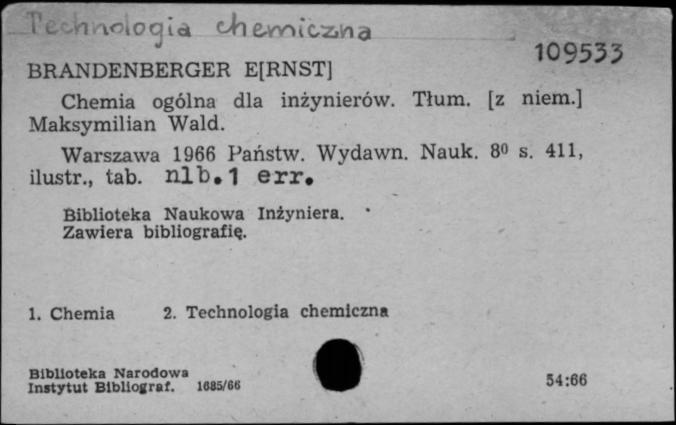 Technologia chemiczna
109533
BRANDENBERGER E[RNST]
Chemia ogólna dla inżynierów. Tłum. [z niem.]
Maksymilian Wald.
Warszawa 1966 Państw. Wydawn. Nauk. 8⁰ s. 411,
ilustr., tab. nlb.1 err.
Biblioteka Naukowa Inżyniera.
Zawiera bibliografię.
1. Chemia 2. Technologia chemiczna
Biblioteka Narodowa
Instytut Bibliograf. 1685/66
54:66